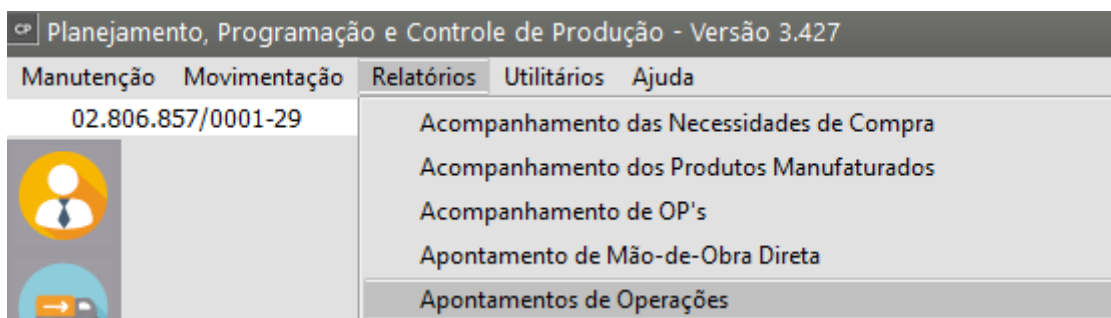 CP Planejamento, Programação e Controle de Produção - Versão 3.427
Manutenção Movimentação Relatórios Utilitários Ajuda
02.806.857/0001-29
Acompanhamento das Necessidades de Compra
Acompanhamento dos Produtos Manufaturados
Acompanhamento de OP's
Apontamento de Mão-de-Obra Direta
Apontamentos de Operações